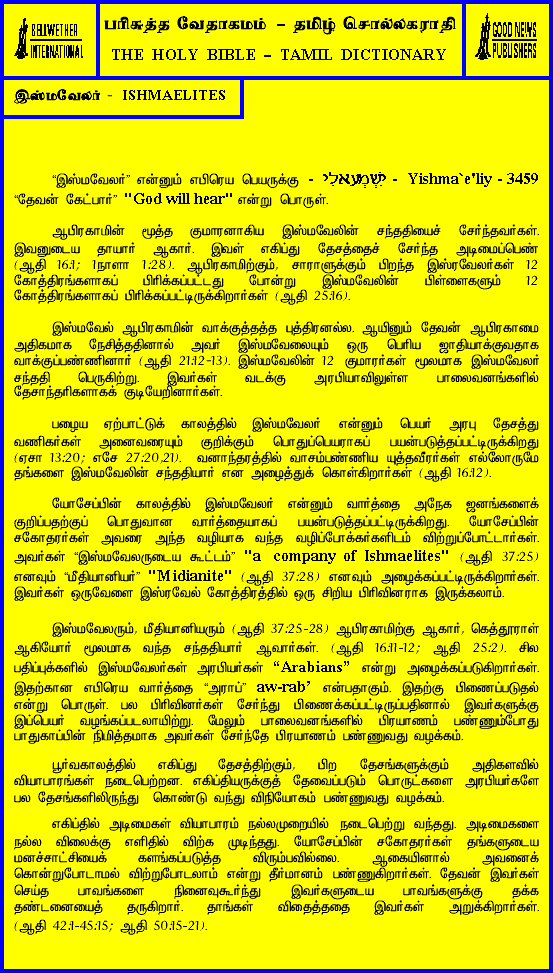 BELLWETHER
INTERNATIONAL
பரிசுத்த வேதாகமம் – தமிழ் சொல்லகராதி
THE HOLY BIBLE – TAMIL DICTIONARY
GOOD NEWS
PUBLISHERS
இஸ்மவேலர் - ISHMAELITES
“இஸ்மவேலர்” என்னும் எபிரெய பெயருக்கு - יִשְׁמְעֵאלִי - Yishma`e'liy - 3459
“தேவன் கேட்பார்” "God will hear" என்று பொருள்.
ஆபிரகாமின் மூத்த குமாரனாகிய இஸ்மவேலின் சந்ததியைச் சேர்ந்தவர்கள்.
இவனுடைய தாயார் ஆகார். இவள் எகிப்து தேசத்தைச் சேர்ந்த அடிமைப்பெண்
(ஆதி 16:1; 1நாளா 1:28). ஆபிரகாமிற்கும், சாராளுக்கும் பிறந்த இஸ்ரவேலர்கள் 12
கோத்திரங்களாகப் பிரிக்கப்பட்டது போன்று இஸ்மவேலின் பிள்ளைகளும் 12
கோத்திரங்களாகப் பிரிக்கப்பட்டிருக்கிறார்கள் (ஆதி 25:16).
இஸ்மவேல் ஆபிரகாமின் வாக்குத்தத்த புத்திரனல்ல. ஆயினும் தேவன் ஆபிரகாமை
அதிகமாக நேசித்ததினால் அவர் இஸ்மவேலையும் ஒரு பெரிய ஜாதியாக்குவதாக
வாக்குப்பண்ணினார் (ஆதி 21:12-13). இஸ்மவேலின் 12 குமாரர்கள் மூலமாக இஸ்மவேலர்
சந்ததி பெருகிற்று. இவர்கள் வடக்கு அரபியாவிலுள்ள பாலைவனங்களில்
தேசாந்தரிகளாகக் குடியேறினார்கள்.
பழைய ஏற்பாட்டுக் காலத்தில் இஸ்மவேலர் என்னும் பெயர் அரபு தேசத்து
வணிகர்கள் அனைவரையும் குறிக்கும் பொதுப்பெயராகப் பயன்படுத்தப்பட்டிருக்கிறது
(ஏசா 13:20; எசே 27:20,21). வனாந்தரத்தில் வாசம்பண்ணிய யுத்தவீரர்கள் எல்லோருமே
தங்களை இஸ்மவேலின் சந்ததியார் என அழைத்துக் கொள்கிறார்கள் (ஆதி 16:12).
யோசேப்பின் காலத்தில் இஸ்மவேலர் என்னும் வார்த்தை அநேக ஜனங்களைக்
குறிப்பதற்குப் பொதுவான வார்த்தையாகப் பயன்படுத்தப்பட்டிருக்கிறது. யோசேப்பின்
சகோதரர்கள் அவரை அந்த வழியாக வந்த வழிப்போக்கர்களிடம் விற்றுப்போட்டார்கள்.
அவர்கள் “இஸ்மவேலருடைய கூட்டம்” "a company of Ishmaelites" (ஆதி 37:25)
எனவும் “மீதியானியர்” "Midianite" (ஆதி 37:28) எனவும் அழைக்கப்பட்டிருக்கிறார்கள்.
இவர்கள் ஒருவேளை இஸ்ரவேல் கோத்திரத்தில் ஒரு சிறிய பிரிவினராக இருக்கலாம்.
இஸ்மவேலரும், மீதியானியரும் (ஆதி 37:25-28) ஆபிரகாமிற்கு ஆகார், கெத்தூராள்
ஆகியோர் மூலமாக வந்த சந்ததியார் ஆவார்கள். (ஆதி 16:11-12; ஆதி 25:2). சில
பதிப்புக்களில் இஸ்மவேலர்கள் அரபியர்கள் “Arabians” என்று அழைக்கப்படுகிறார்கள்.
இதற்கான எபிரெய வார்த்தை “அராப்” aw-rab’ என்பதாகும். இதற்கு பிணைப்படுதல்
என்று பொருள். பல பிரிவினர்கள் சேர்ந்து பிணைக்கப்பட்டிருப்பதினால் இவர்களுக்கு
இப்பெயர் வழங்கப்படலாயிற்று. மேலும் பாலைவனங்களில் பிரயாணம் பண்ணும்போது
பாதுகாப்பின் நிமித்தமாக அவர்கள் சேர்ந்தே பிரயாணம் பண்ணுவது வழக்கம்.
பூர்வகாலத்தில் எகிப்து தேசத்திற்கும், பிற தேசங்களுக்கும் அதிகளவில்
வியாபாரங்கள் நடைபெற்றன. எகிப்தியருக்குத் தேவைப்படும் பொருட்களை அரபியர்களே
பல தேசங்களிலிருந்து கொண்டு வந்து விநியோகம் பண்ணுவது வழக்கம்.
எகிப்தில் அடிமைகள் வியாபாரம் நல்லமுறையில் நடைபெற்று வந்தது. அடிமைகளை
நல்ல விலைக்கு எளிதில் விற்க முடிந்தது. யோசேப்பின் சகோதரர்கள் தங்களுடைய
மனச்சாட்சியைக் களங்கப்படுத்த விரும்பவில்லை. ஆகையினால் அவனைக்
கொன்றுபோடாமல் விற்றுபோடலாம் என்று தீர்மானம் பண்ணுகிறார்கள். தேவன் இவர்கள்
செய்த பாவங்களை நினைவுகூர்ந்து இவர்களுடைய பாவங்களுக்கு தக்க
தண்டனையைத் தருகிறார். தாங்கள் விதைத்ததை இவர்கள் அறுக்கிறார்கள்.
(ஆதி 42:1-45:15; ஆதி 50:15-21).